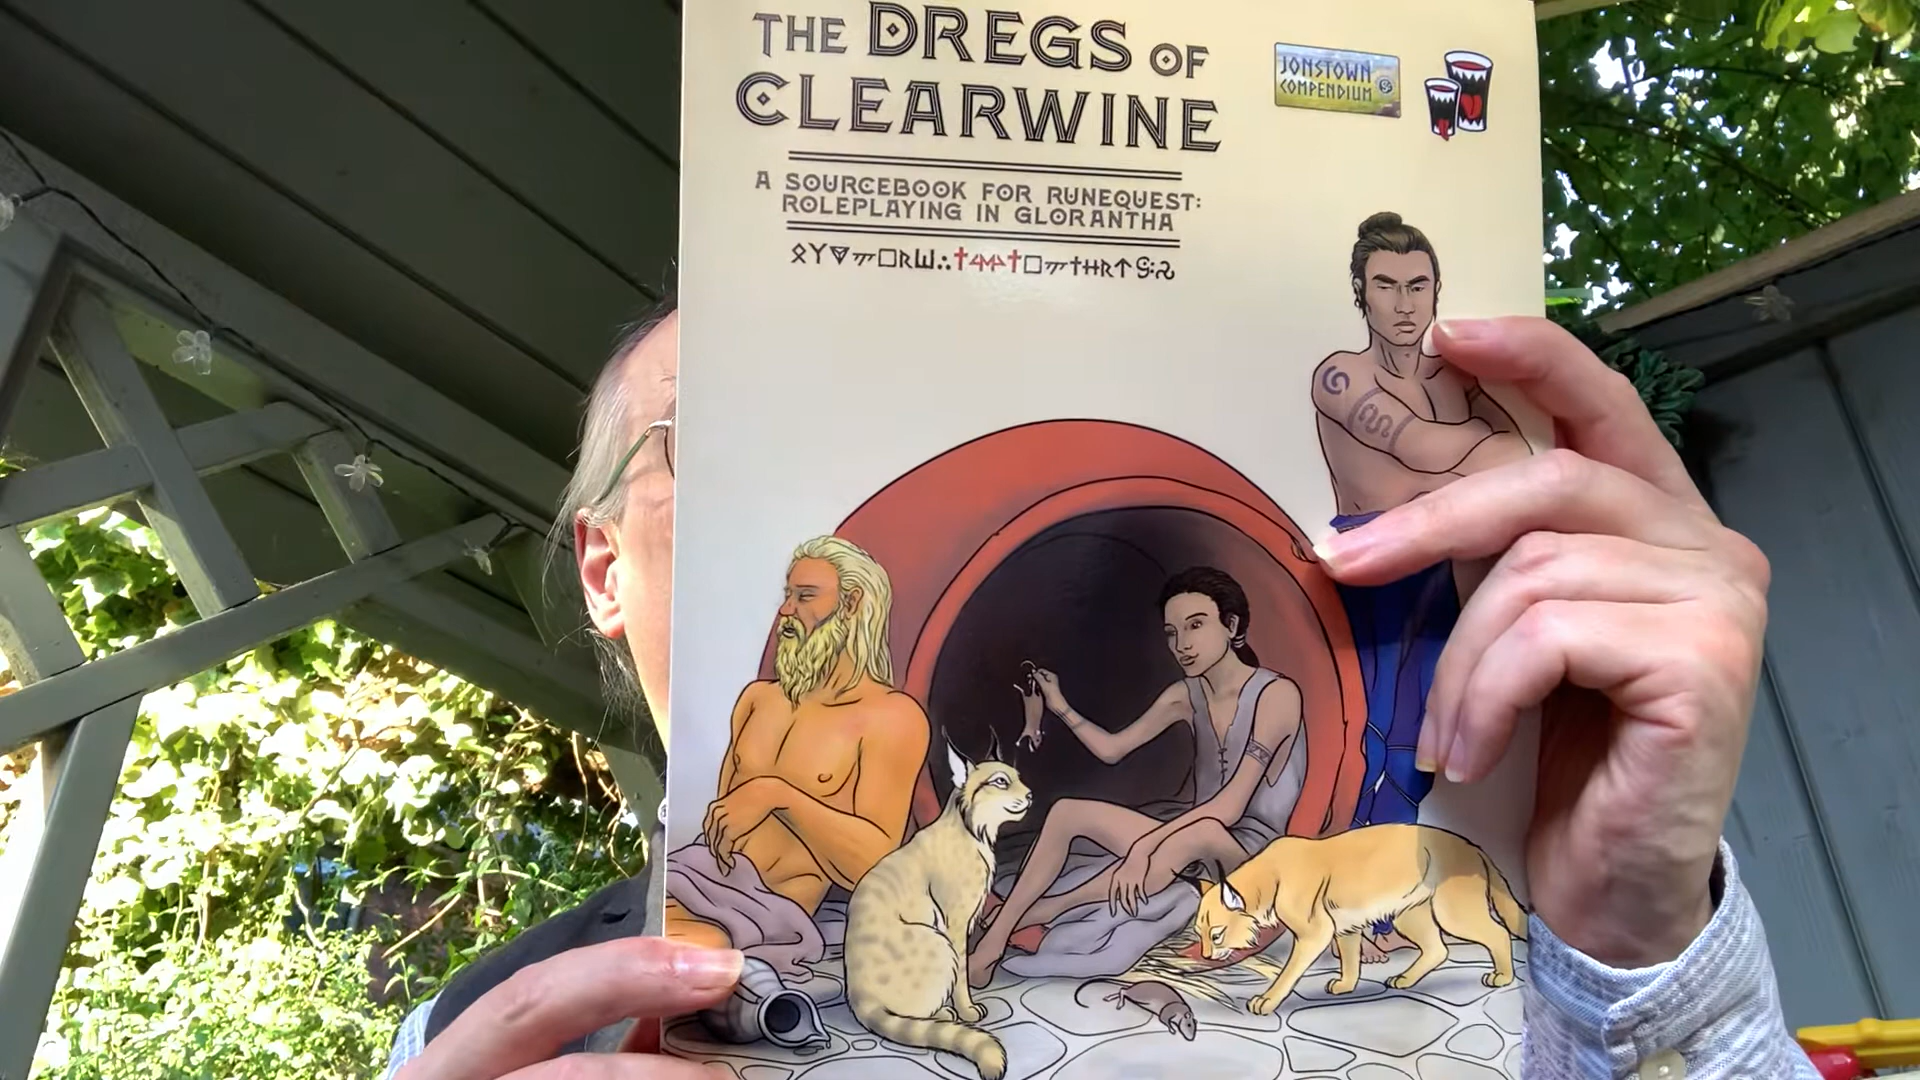 THE DREGS OF
CLEARWINE
JONSTOWN
COMPENDIUM
A SOURCEBOOK FOR RUNEQUEST:
ROLEPLAYING IN GLORANTHA